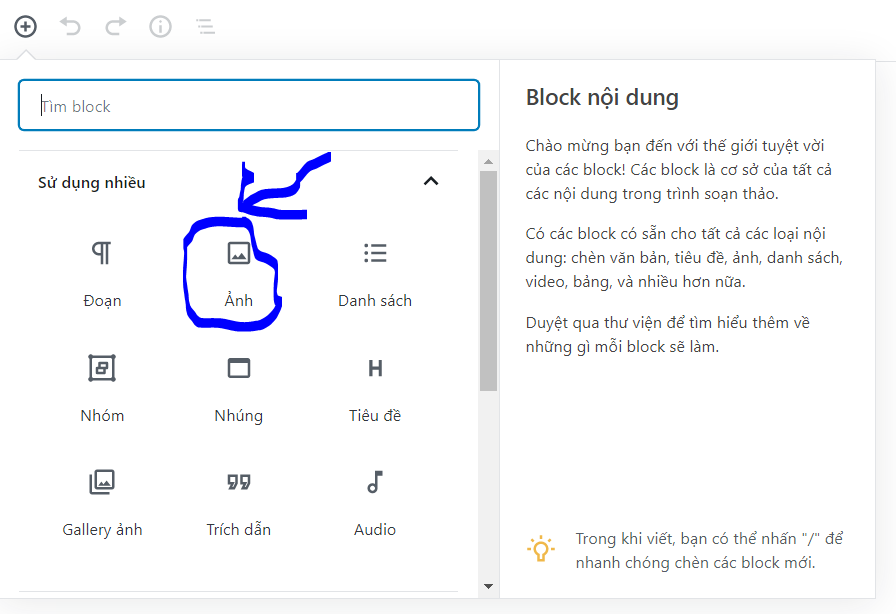 Tìm block
Sử dụng nhiều
Đoạn
Ảnh
Danh sách
Nhóm
Nhúng
Tiêu đề
Gallery ảnh
Trích dẫn
Audio
Block nội dung
Chào mừng bạn đến với thế giới tuyệt vời
của các block! Các block là cơ sở của tất cả
các nội dung trong trình soạn thảo.
Có các block có sẵn cho tất cả các loại nội
dung: chèn văn bản, tiêu đề, ảnh, danh sách,
video, bảng, và nhiều hơn nữa.
Duyệt qua thư viện để tìm hiểu thêm về
những gì mỗi block sẽ làm.
Trong khi viết, bạn có thể nhấn "/" để
nhanh chóng chèn các block mới.